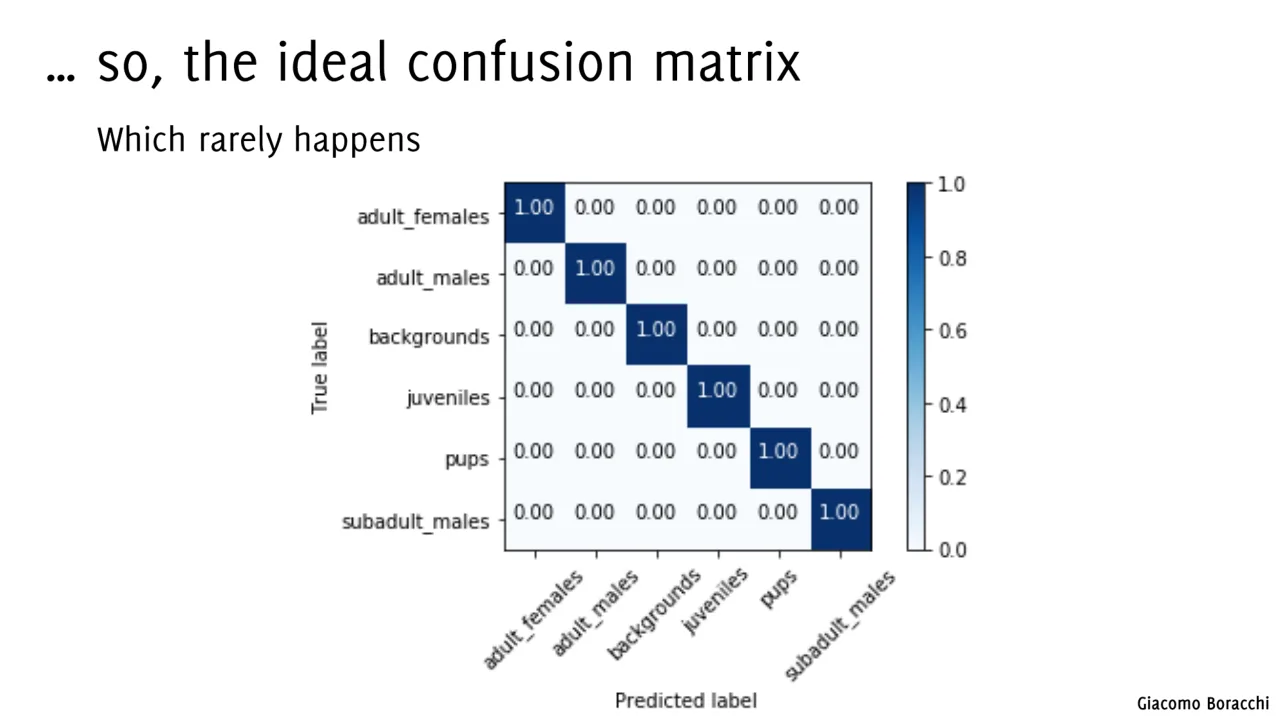 … so, the ideal confusion matrix
Which rarely happens
adult_females 1.00 0.00 0.00 0.00 0.00 0.00
adult_males 0.00 1.00 0.00 0.00 0.00 0.00
backgrounds 0.00 0.00 1.00 0.00 0.00 0.00
juveniles 0.00 0.00 0.00 1.00 0.00 0.00
pups 0.00 0.00 0.00 0.00 1.00 0.00
subadult_males 0.00 0.00 0.00 0.00 0.00 1.00
True label
adult_females adult_males backgrounds juveniles pups subadult_males
Predicted label
1.0
0.8
0.6
0.4
0.2
0.0
Giacomo Boracchi